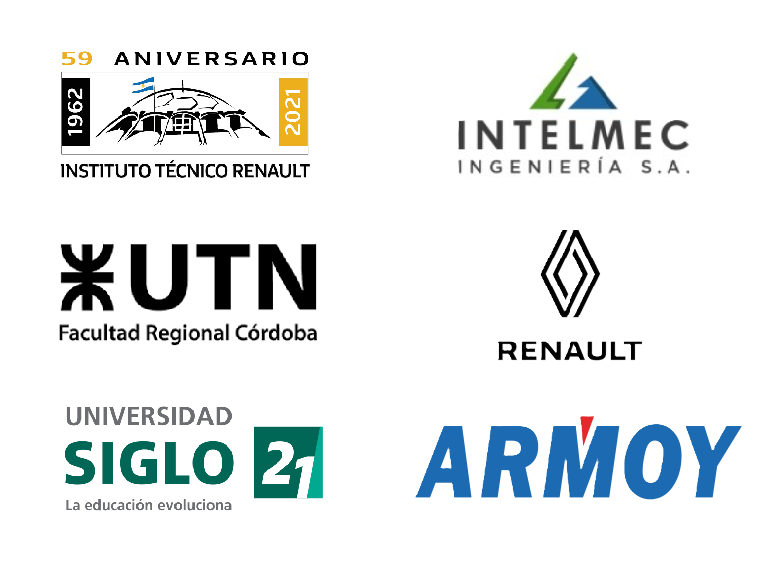 59 ANIVERSARIO
1962
2021
INSTITUTO TÉCNICO RENAULT
INTELMEC
INGENIERÍA S.A.
UTN
Facultad Regional Córdoba
RENAULT
UNIVERSIDAD
SIGLO 21
La educación evoluciona
ARMOY